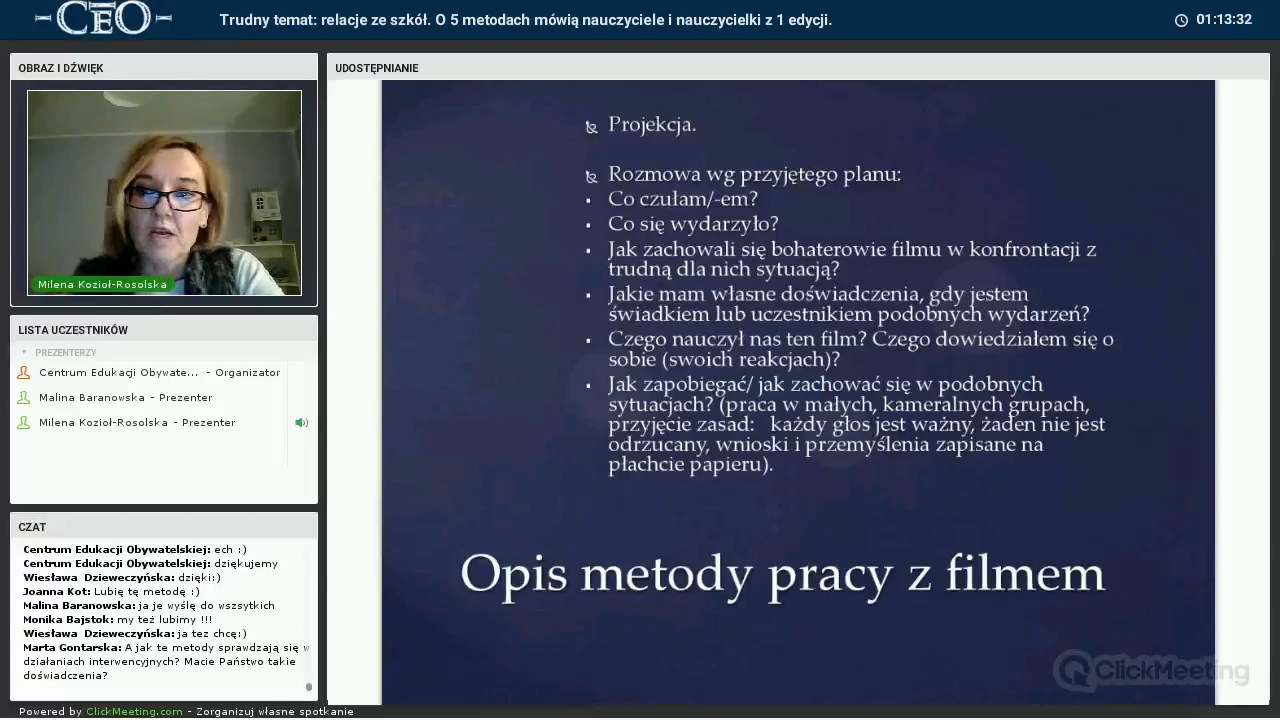 CEO
Trudny temat: relacje ze szkół. O 5 metodach mówią nauczyciele i nauczycielki z 1 edycji.
01:13:32
OBRAZ I DŹWIĘK
Milena Kozioł-Rosolska
LISTA UCZESTNIKÓW
PREZENTERZY
Centrum Edukacji Obywate... - Organizator
Malina Baranowska - Prezenter
Milena Kozioł-Rosolska - Prezenter
CZAT
Centrum Edukacji Obywatelskiej: ech :)
Centrum Edukacji Obywatelskiej: dziękujemy
Wiesława Dzieweczyńska: dzięki:)
Joanna Kot: Lubię tę metodę :)
Malina Baranowska: ja je wyślę do wszsytkich
Monika Bajstok: my też lubimy !!!
Wiesława Dzieweczyńska: ja tez chcę:)
Marta Gontarska: A jak te metody sprawdzają się w
działaniach interwencyjnych? Macie Państwo takie
doświadczenia?
UDOSTĘPNIANIE
Projekcja.
Rozmowa wg przyjętego planu:
Co czułam/-em?
Co się wydarzyło?
Jak zachowali się bohaterowie filmu w konfrontacji z
trudną dla nich sytuacją?
Jakie mam własne doświadczenia, gdy jestem
świadkiem lub uczestnikiem podobnych wydarzeń?
Czego nauczył nas ten film? Czego dowiedziałem się o
sobie (swoich reakcjach)?
Jak zapobiegać/ jak zachować się w podobnych
sytuacjach? (praca w małych, kameralnych grupach,
przyjęcie zasad: każdy głos jest ważny, żaden nie jest
odrzucany, wnioski i przemyślenia zapisane na
płachcie papieru).
Opis metody pracy z filmem
ClickMeeting
Powered by ClickMeeting.com - Zorganizuj własne spotkanie